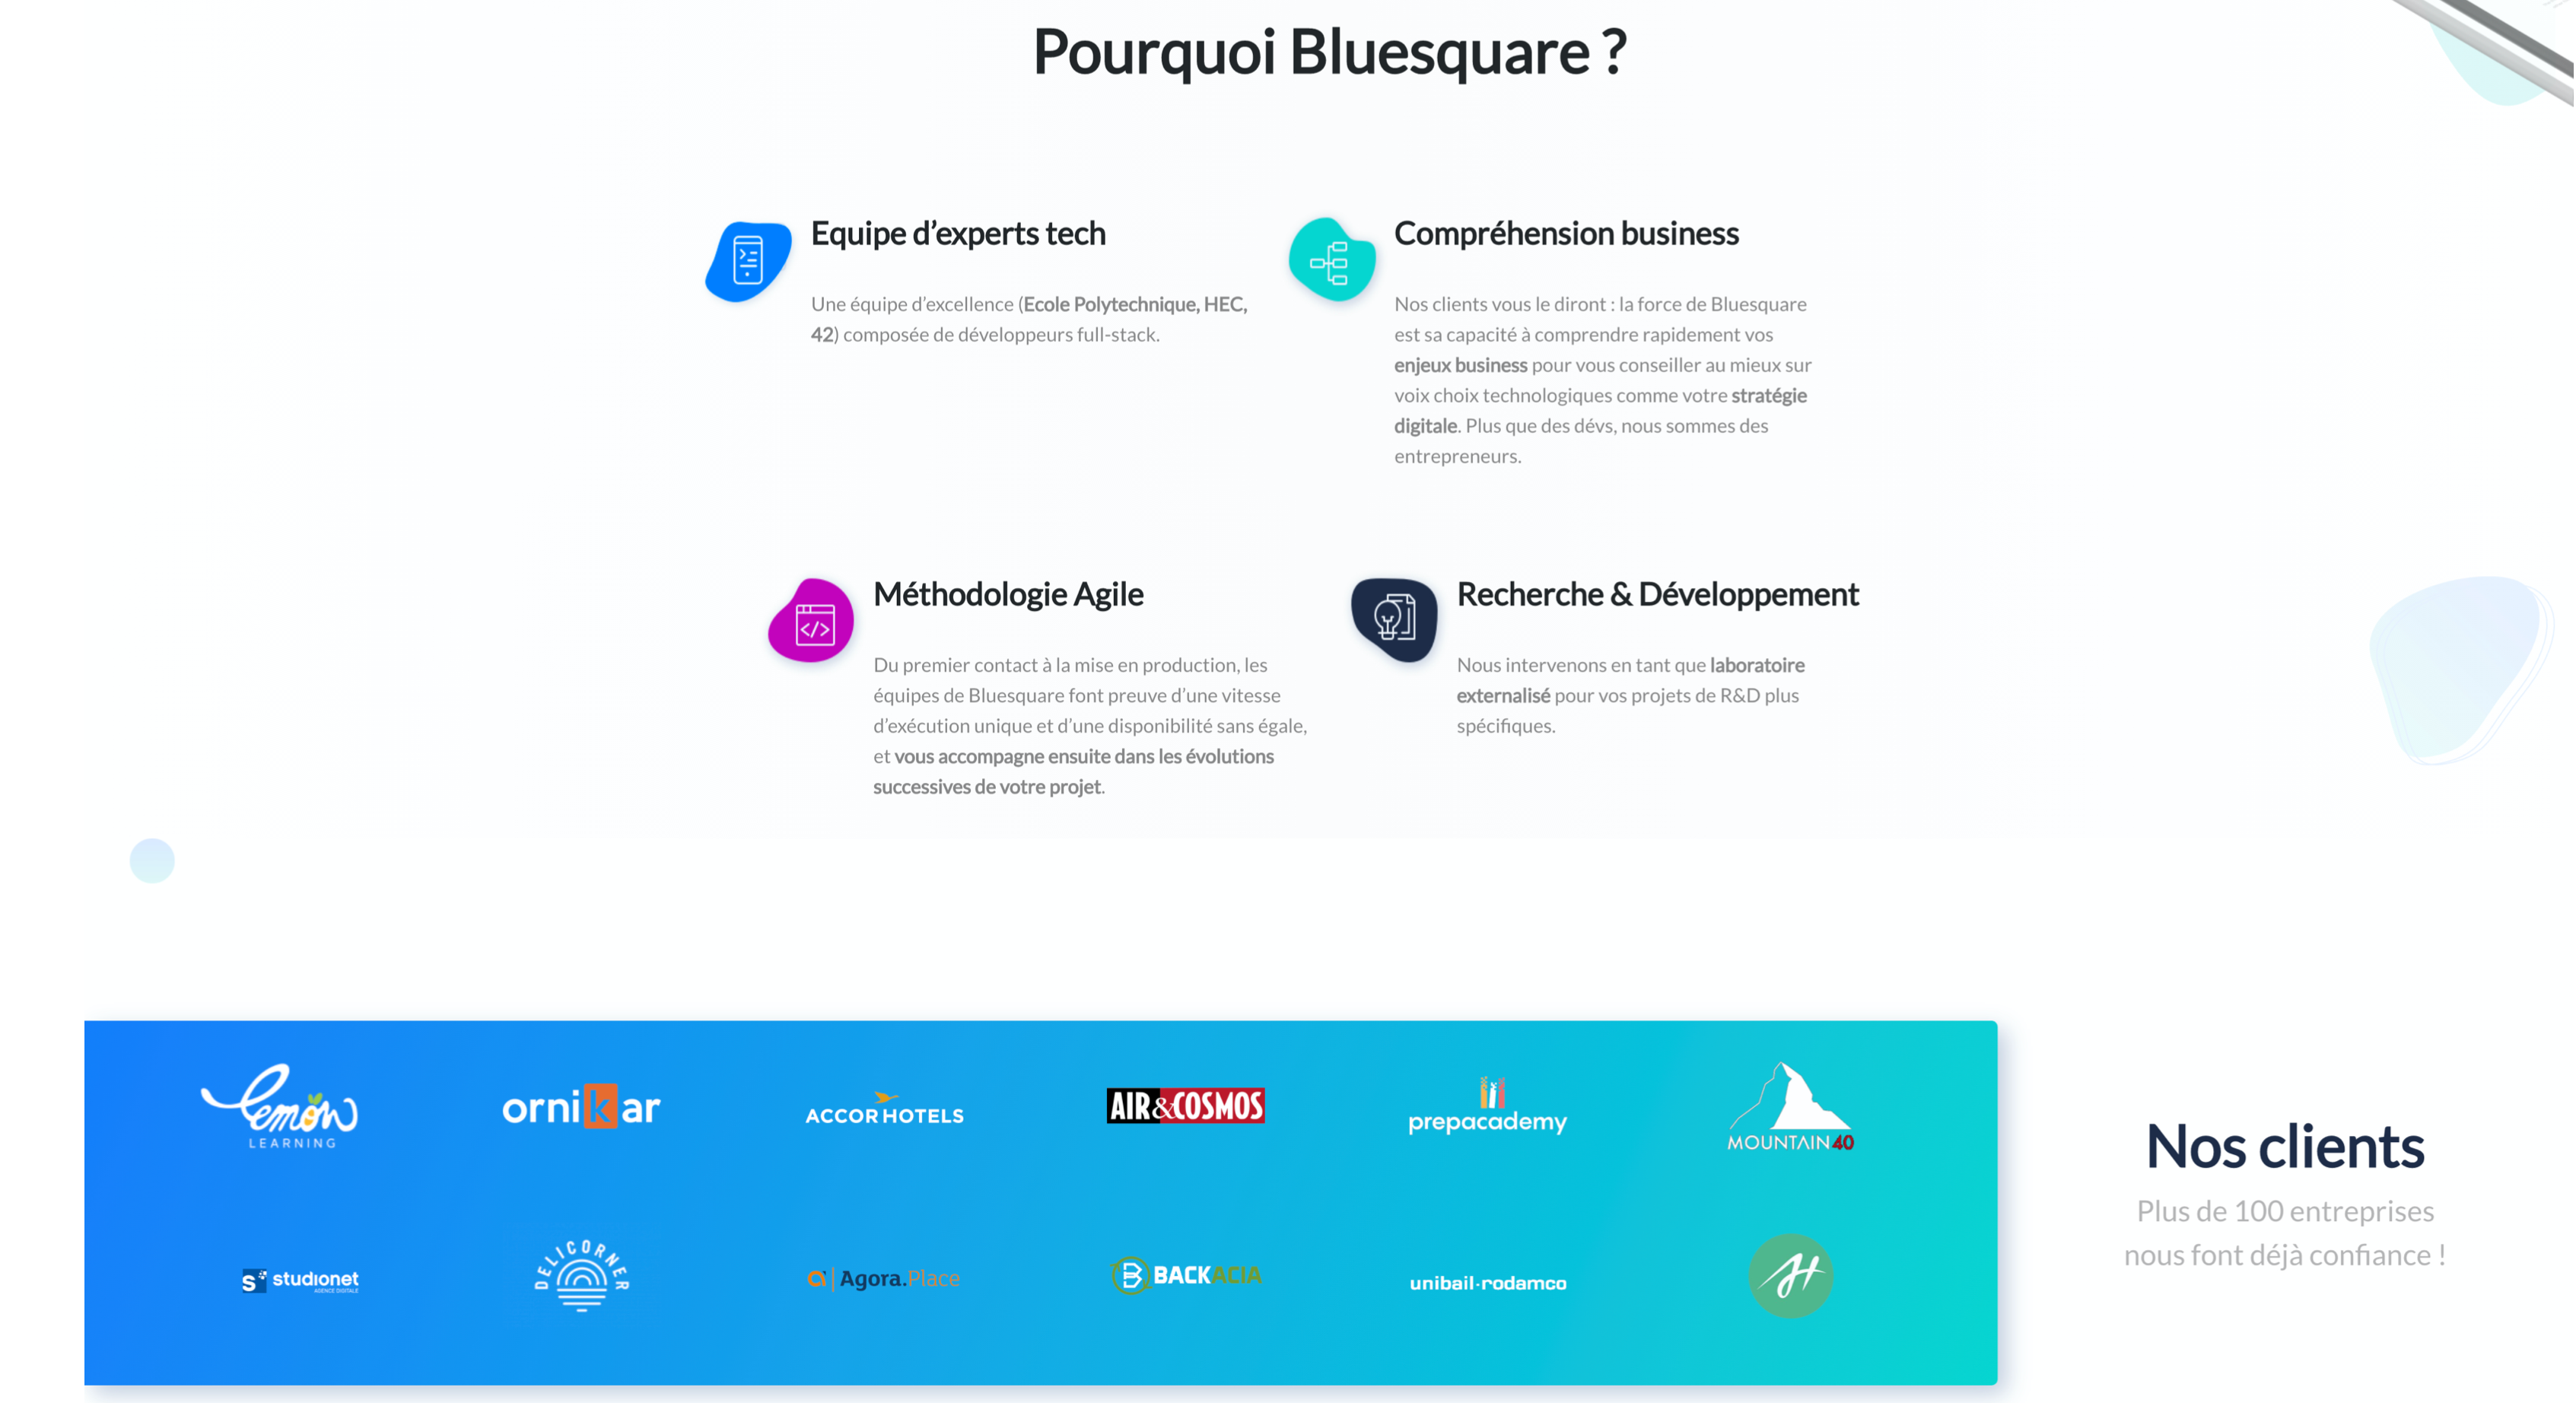 Pourquoi Bluesquare ?
Equipe d’experts tech
Une équipe d’excellence (Ecole Polytechnique, HEC,
42) composée de développeurs full-stack.
Compréhension business
Nos clients vous le diront : la force de Bluesquare
est sa capacité à comprendre rapidement vos
enjeux business pour vous conseiller au mieux sur
voix choix technologiques comme votre stratégie
digitale. Plus que des dévs, nous sommes des
entrepreneurs.
Méthodologie Agile
Du premier contact à la mise en production, les
équipes de Bluesquare font preuve d’une vitesse
d’exécution unique et d’une disponibilité sans égale,
et vous accompagne ensuite dans les évolutions
successives de votre projet.
Recherche & Développement
Nous intervenons en tant que laboratoire
externalisé pour vos projets de R&D plus
spécifiques.
lemon
LEARNING
ornikar
ACCORHOTELS
AIR&COSMOS
prepacademy
MOUNTAIN40
studionet
AGENCE DIGITALE
DELICORNER
Agora.Place
BACKACIA
unibail·rodamco
Nos clients
Plus de 100 entreprises
nous font déjà confiance !